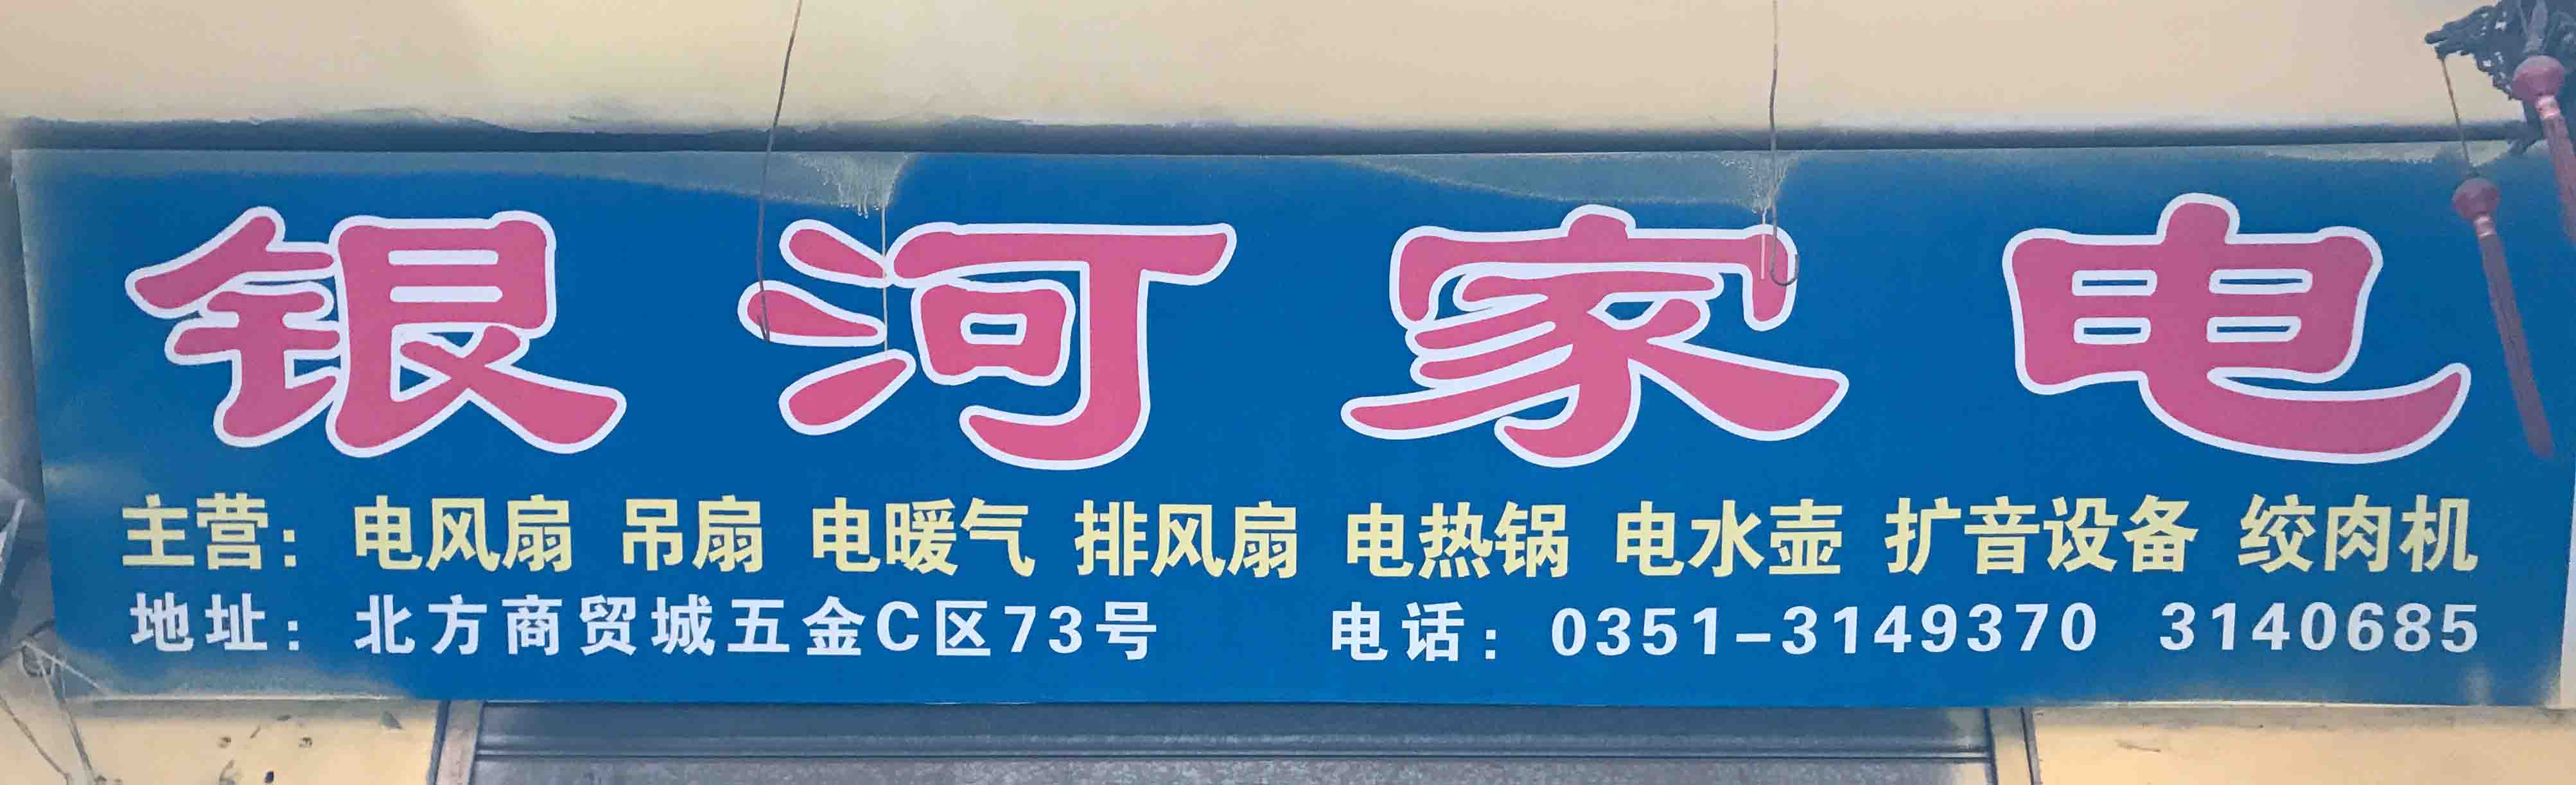 银河家电
主营：电风扇 吊扇 电暖气 排风扇 电热锅 电水壶 扩音设备 绞肉机
地址：北方商贸城五金C区73号 电话：0351-3149370 3140685